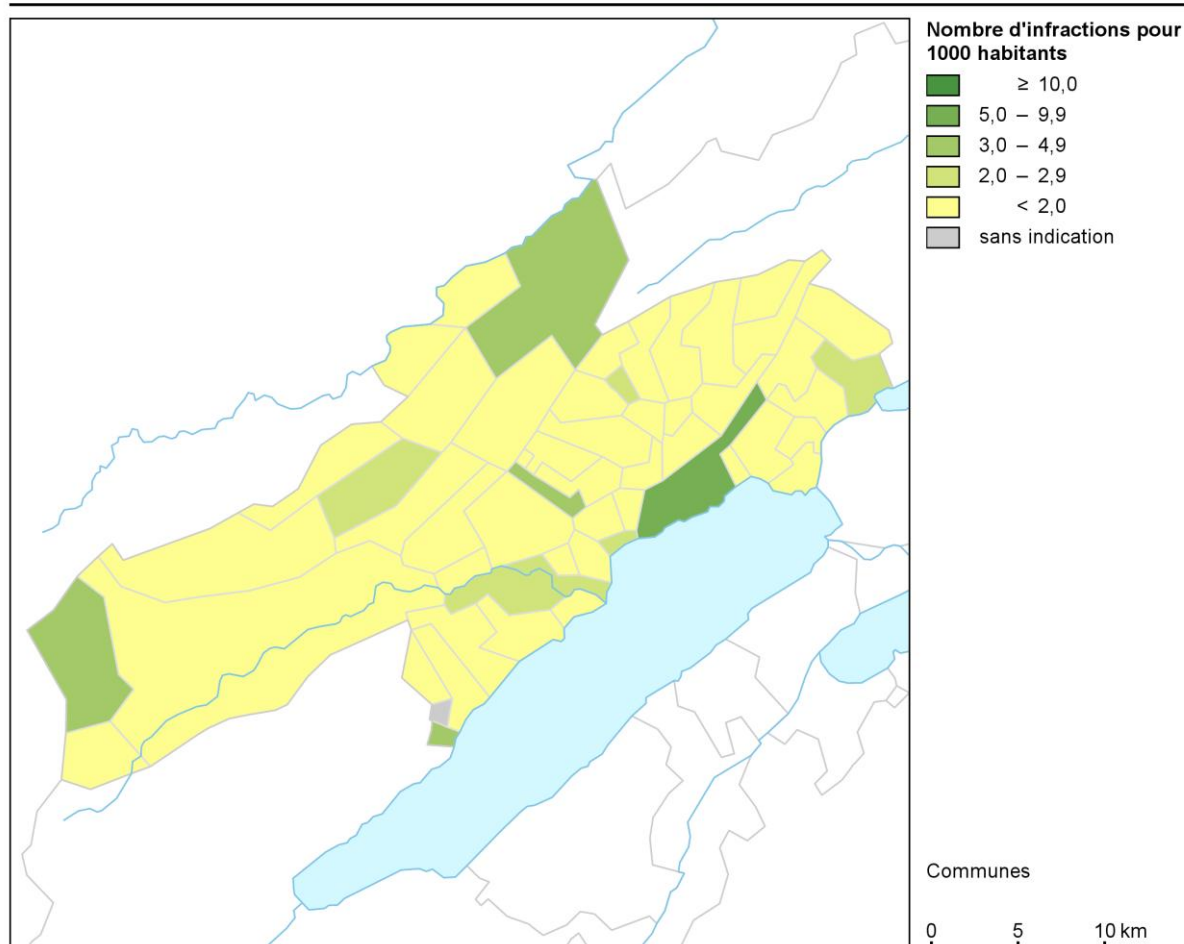 Nombre d'infractions pour
1000 habitants
≥ 10,0
5,0 – 9,9
3,0 – 4,9
2,0 – 2,9
< 2,0
sans indication
Communes
0 5 10 km